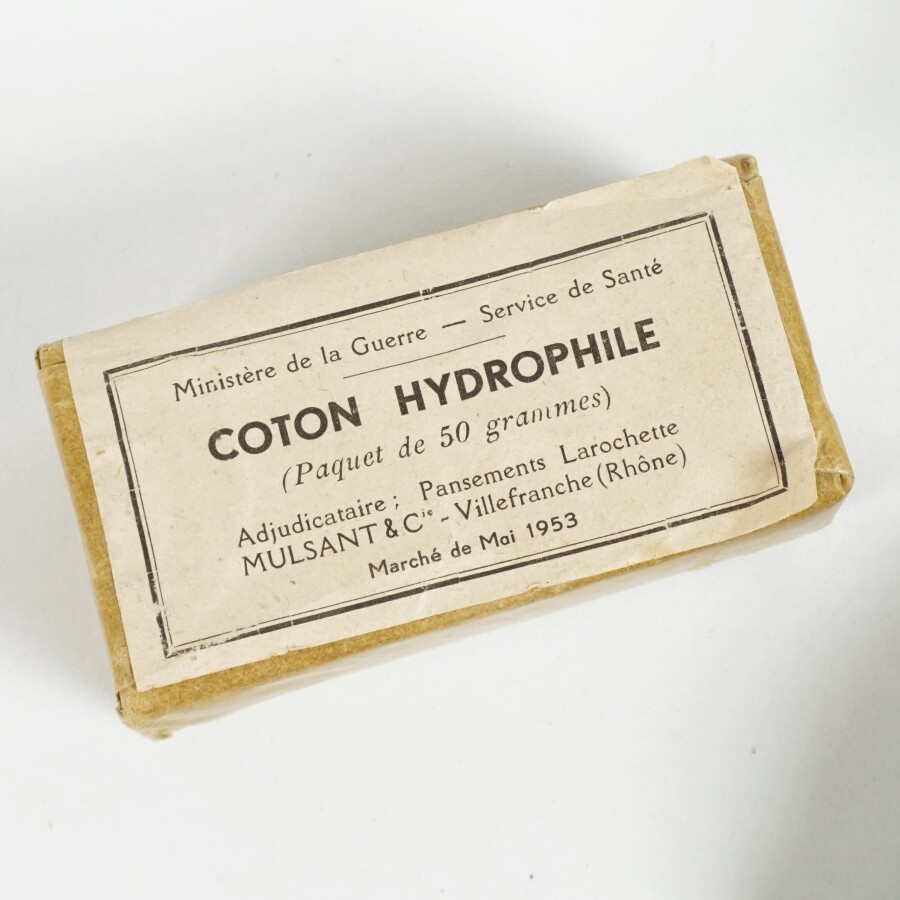 Ministère de la Guerre — Service de Santé
COTON HYDROPHILE
(Paquet de 50 grammes)
Adjudicataire ; Pansements Larochette
MULSANT & Cie - Villefranche (Rhône)
Marché de Mai 1953